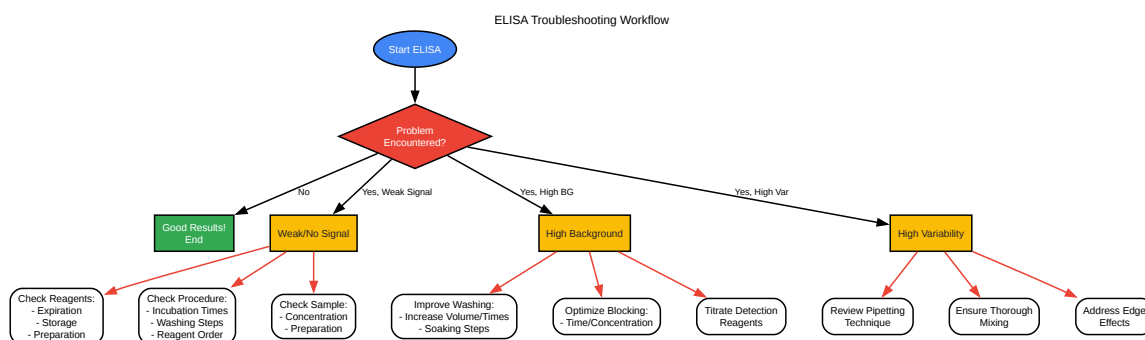 ELISA Troubleshooting Workflow
Start ELISA
Problem
Encountered?
No
Yes, Weak Signal
Yes, High BG
Yes, High Var
Good Results!
End
Weak/No Signal
High Background
High Variability
Check Reagents:
- Expiration
- Storage
- Preparation
Check Procedure:
- Incubation Times
- Washing Steps
- Reagent Order
Check Sample:
- Concentration
- Preparation
Improve Washing:
- Increase Volume/Times
- Soaking Steps
Optimize Blocking:
- Time/Concentration
Titrate Detection
Reagents
Review Pipetting
Technique
Ensure Thorough
Mixing
Address Edge
Effects